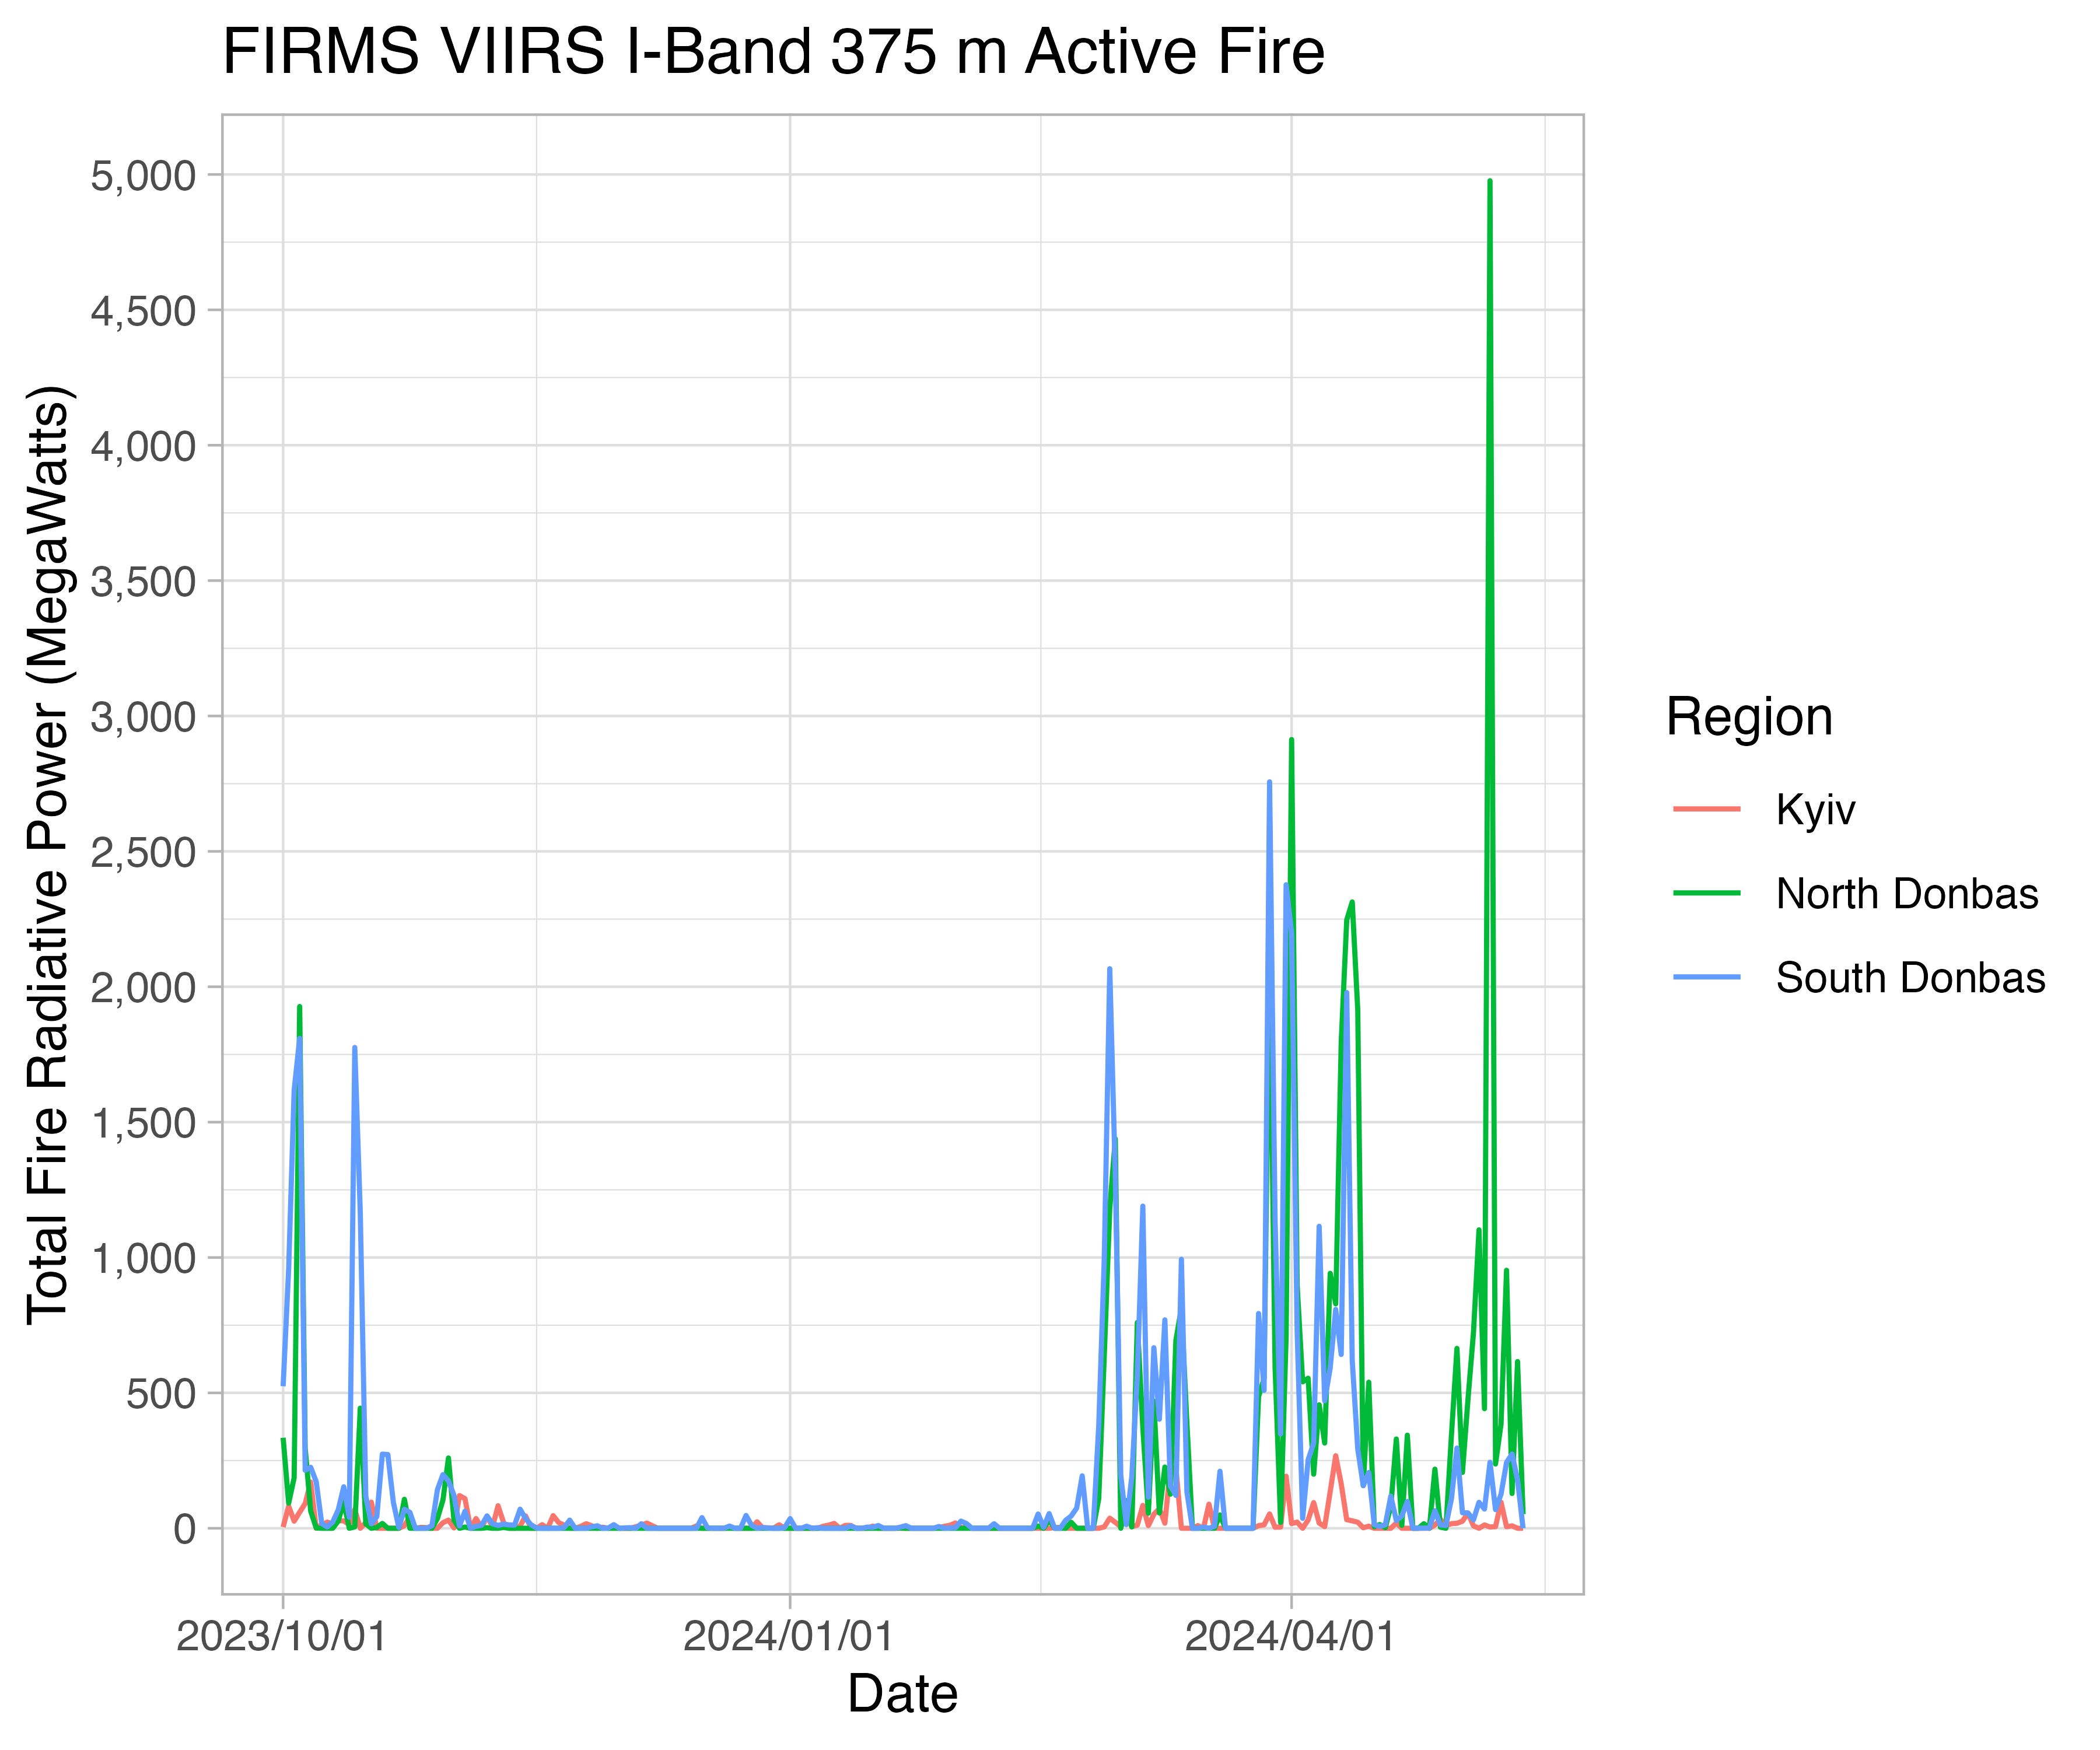 FIRMS VIIRS I-Band 375 m Active Fire
Total Fire Radiative Power (MegaWatts)
5,000
4,500
4,000
3,500
3,000
2,500
2,000
1,500
1,000
500
0
2023/10/01
2024/01/01
2024/04/01
Date
Region
Kyiv
North Donbas
South Donbas